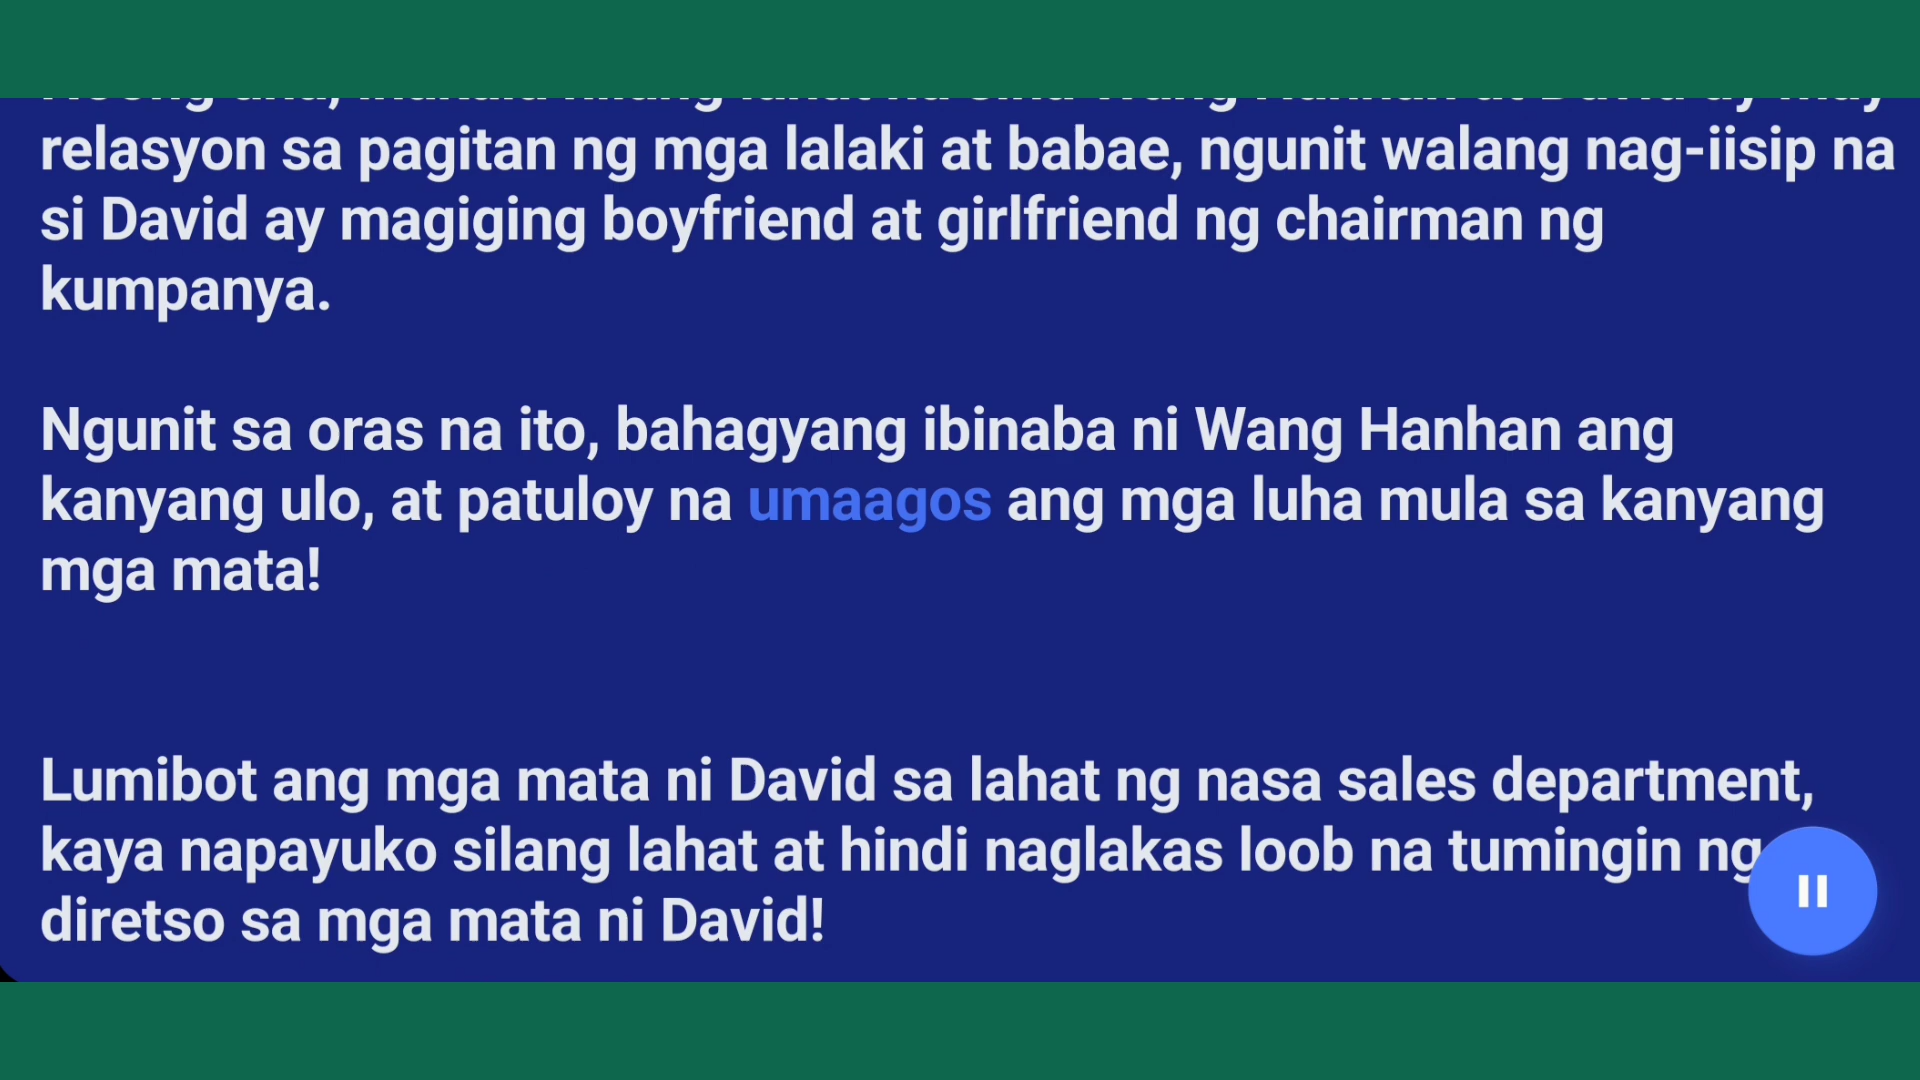 relasyon sa pagitan ng mga lalaki at babae, ngunit walang nag-iisip na
si David ay magiging boyfriend at girlfriend ng chairman ng
kumpanya.
Ngunit sa oras na ito, bahagyang ibinaba ni Wang Hanhan ang
kanyang ulo, at patuloy na umaagos ang mga luha mula sa kanyang
mga mata!
Lumibot ang mga mata ni David sa lahat ng nasa sales department,
kaya napayuko silang lahat at hindi naglakas loob na tumingin ng
diretso sa mga mata ni David!